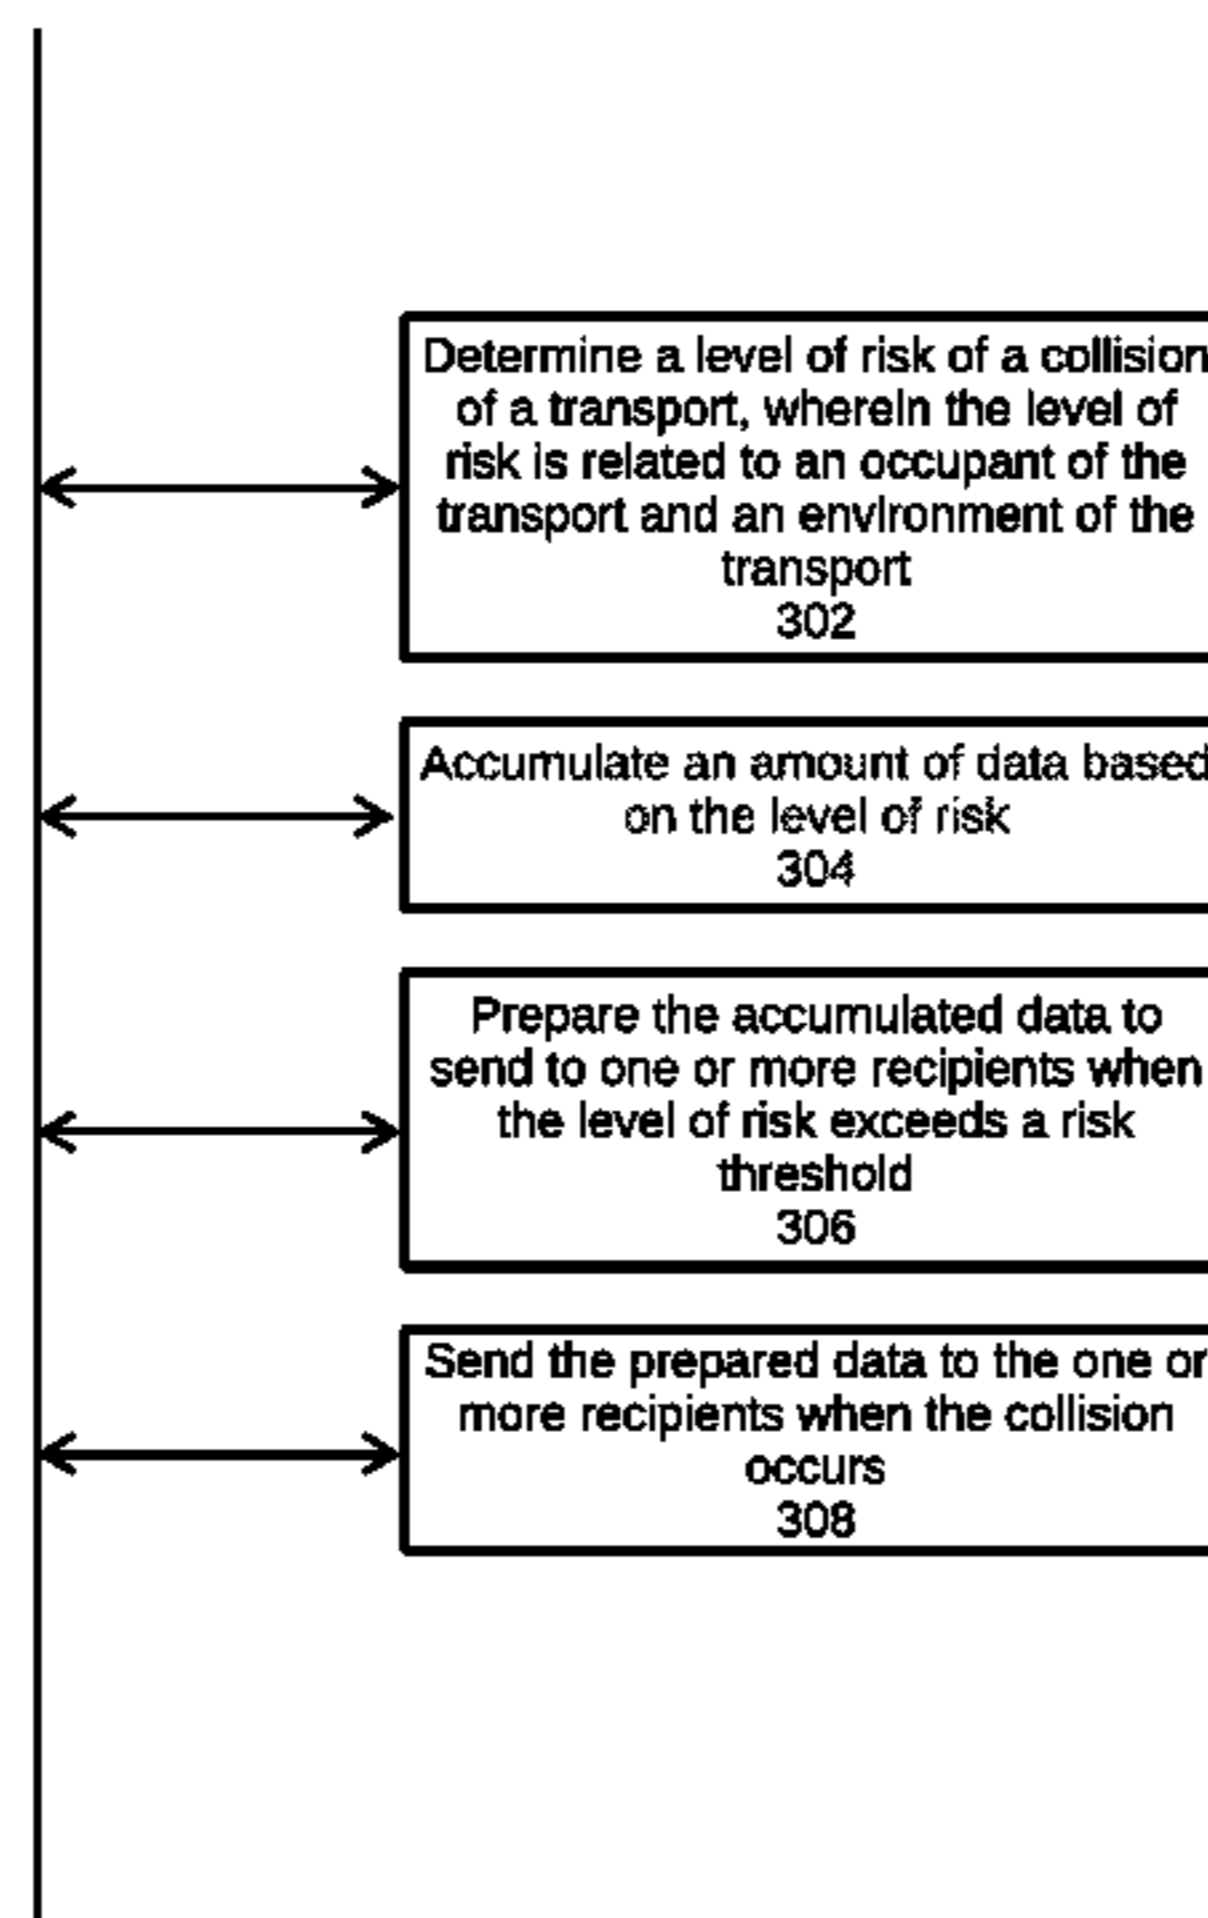 Determine a level of risk of a collision
of a transport, wherein the level of
risk is related to an occupant of the
transport and an environment of the
transport
302
Accumulate an amount of data based
on the level of risk
304
Prepare the accumulated data to
send to one or more recipients when
the level of risk exceeds a risk
threshold
306
Send the prepared data to the one or
more recipients when the collision
occurs
308